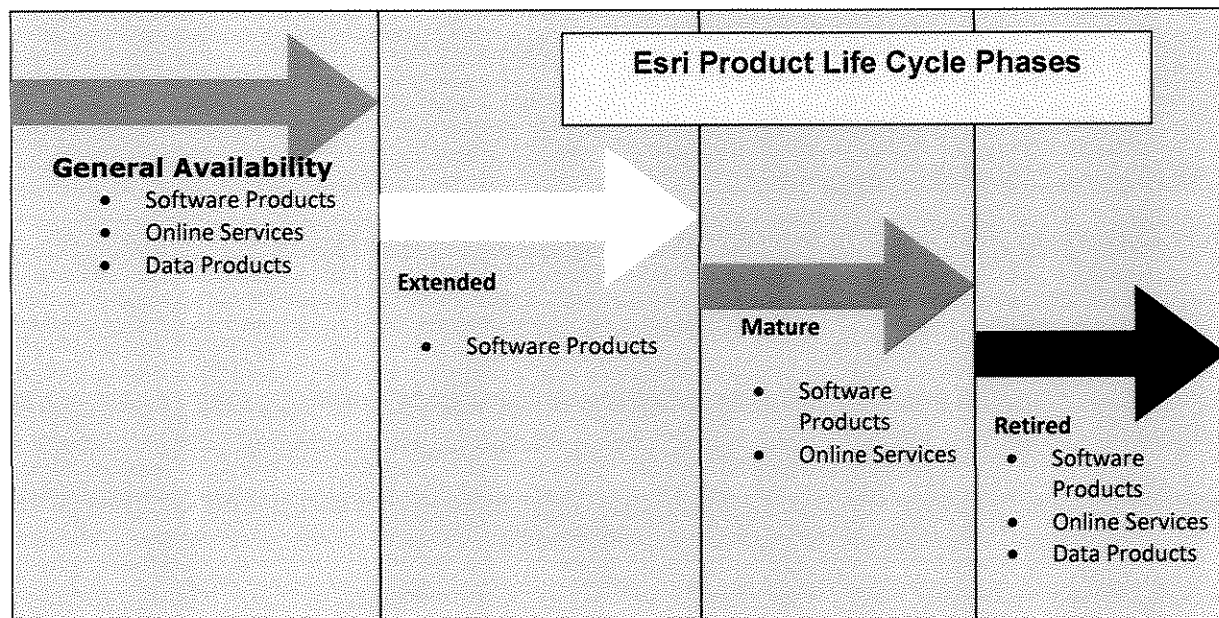 Esri Product Life Cycle Phases
General Availability
• Software Products
• Online Services
• Data Products
Extended
• Software Products
Mature
• Software
Products
• Online Services
Retired
• Software
Products
• Online Services
• Data Products